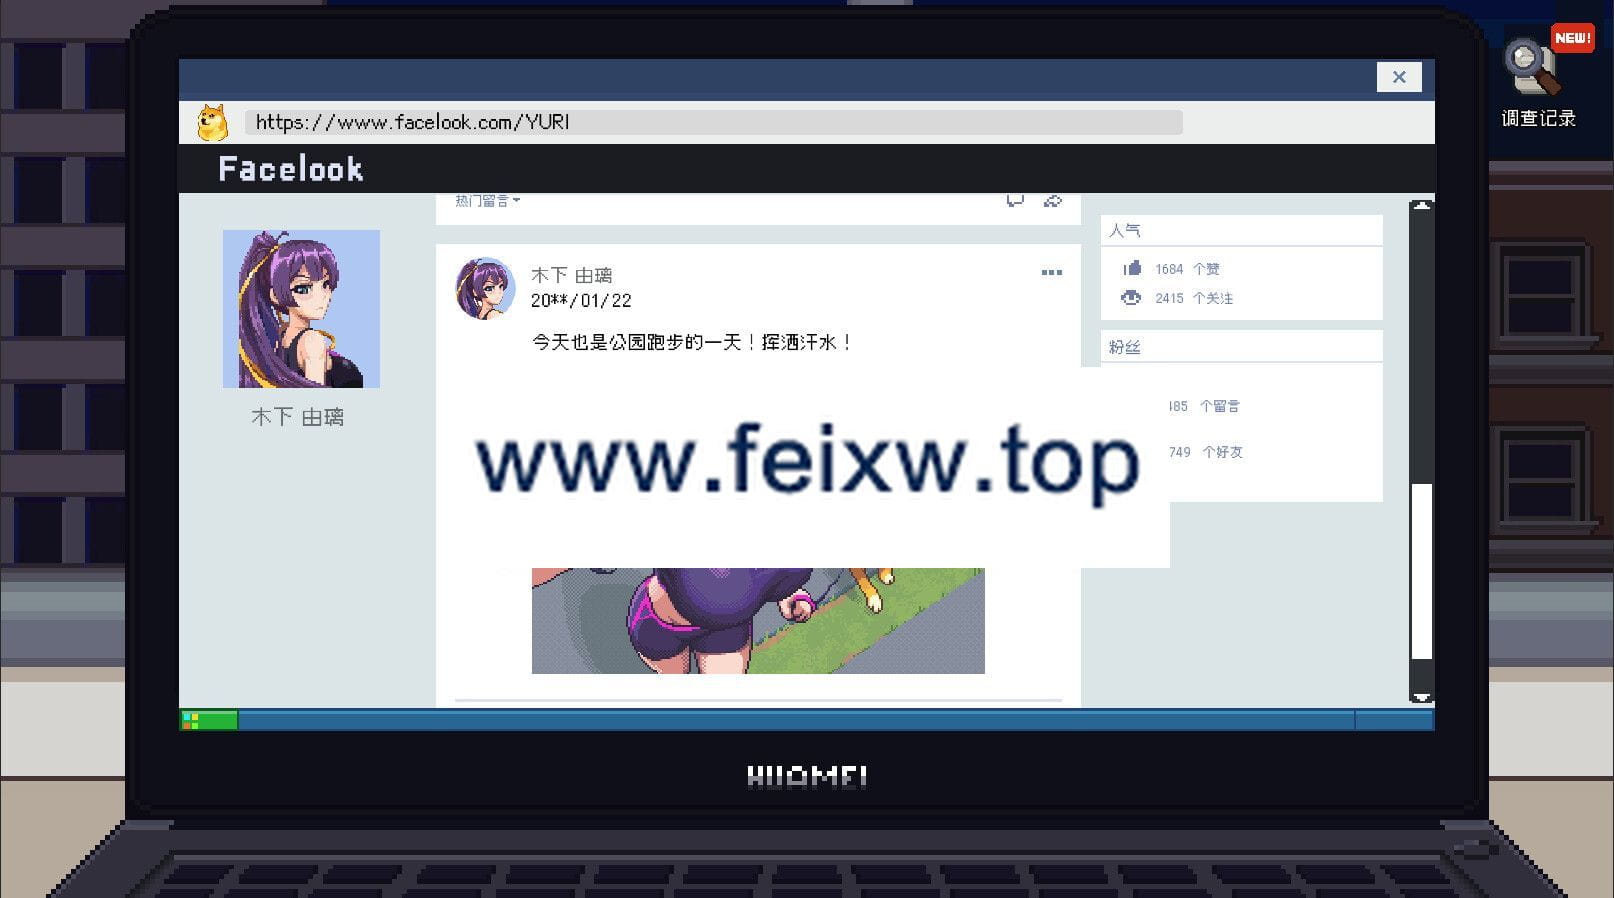 NEW!
调查记录
https://www.facelook.com/YURI
Facelook
热门留言
木下 由璃
木下 由璃
20**/01/22
今天也是公园跑步的一天！挥洒汗水！
www.feixw.top
人气
1684 个赞
2415 个关注
粉丝
485 个留言
749 个好友
HUAMEI